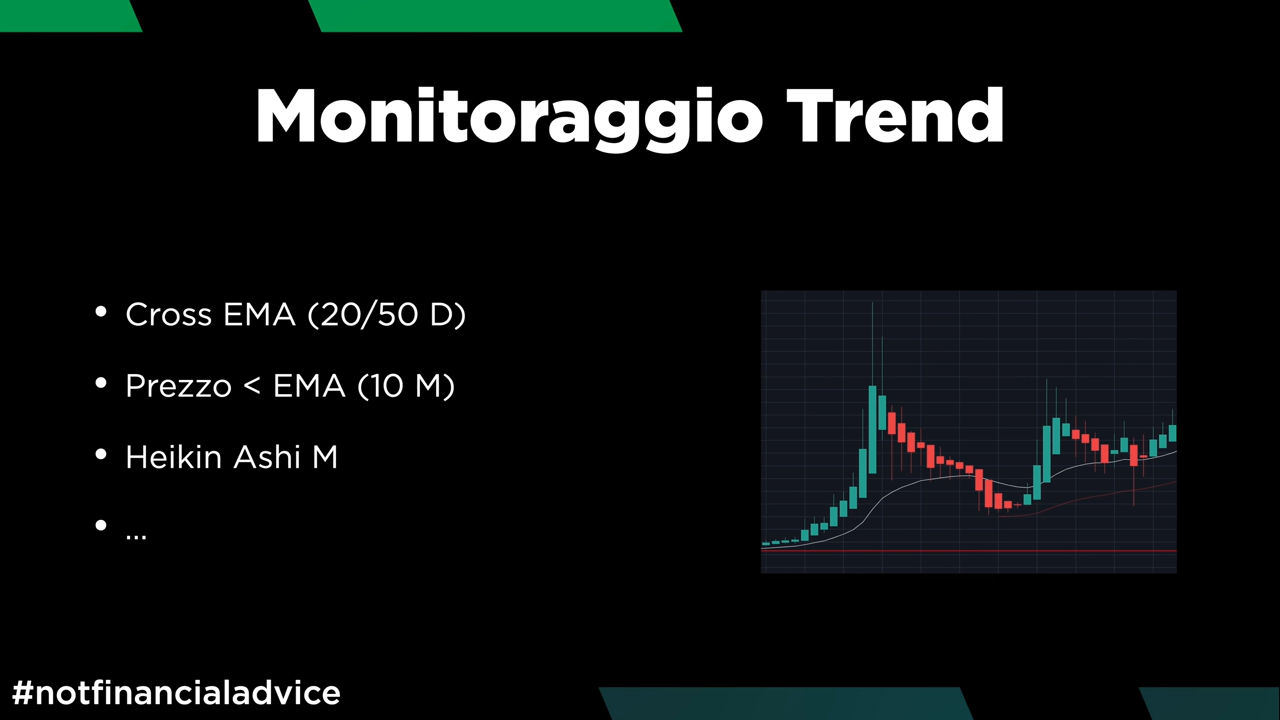 Monitoraggio Trend
• Cross EMA (20/50 D)
• Prezzo < EMA (10 M)
• Heikin Ashi M
• ...
#notfinancialadvice